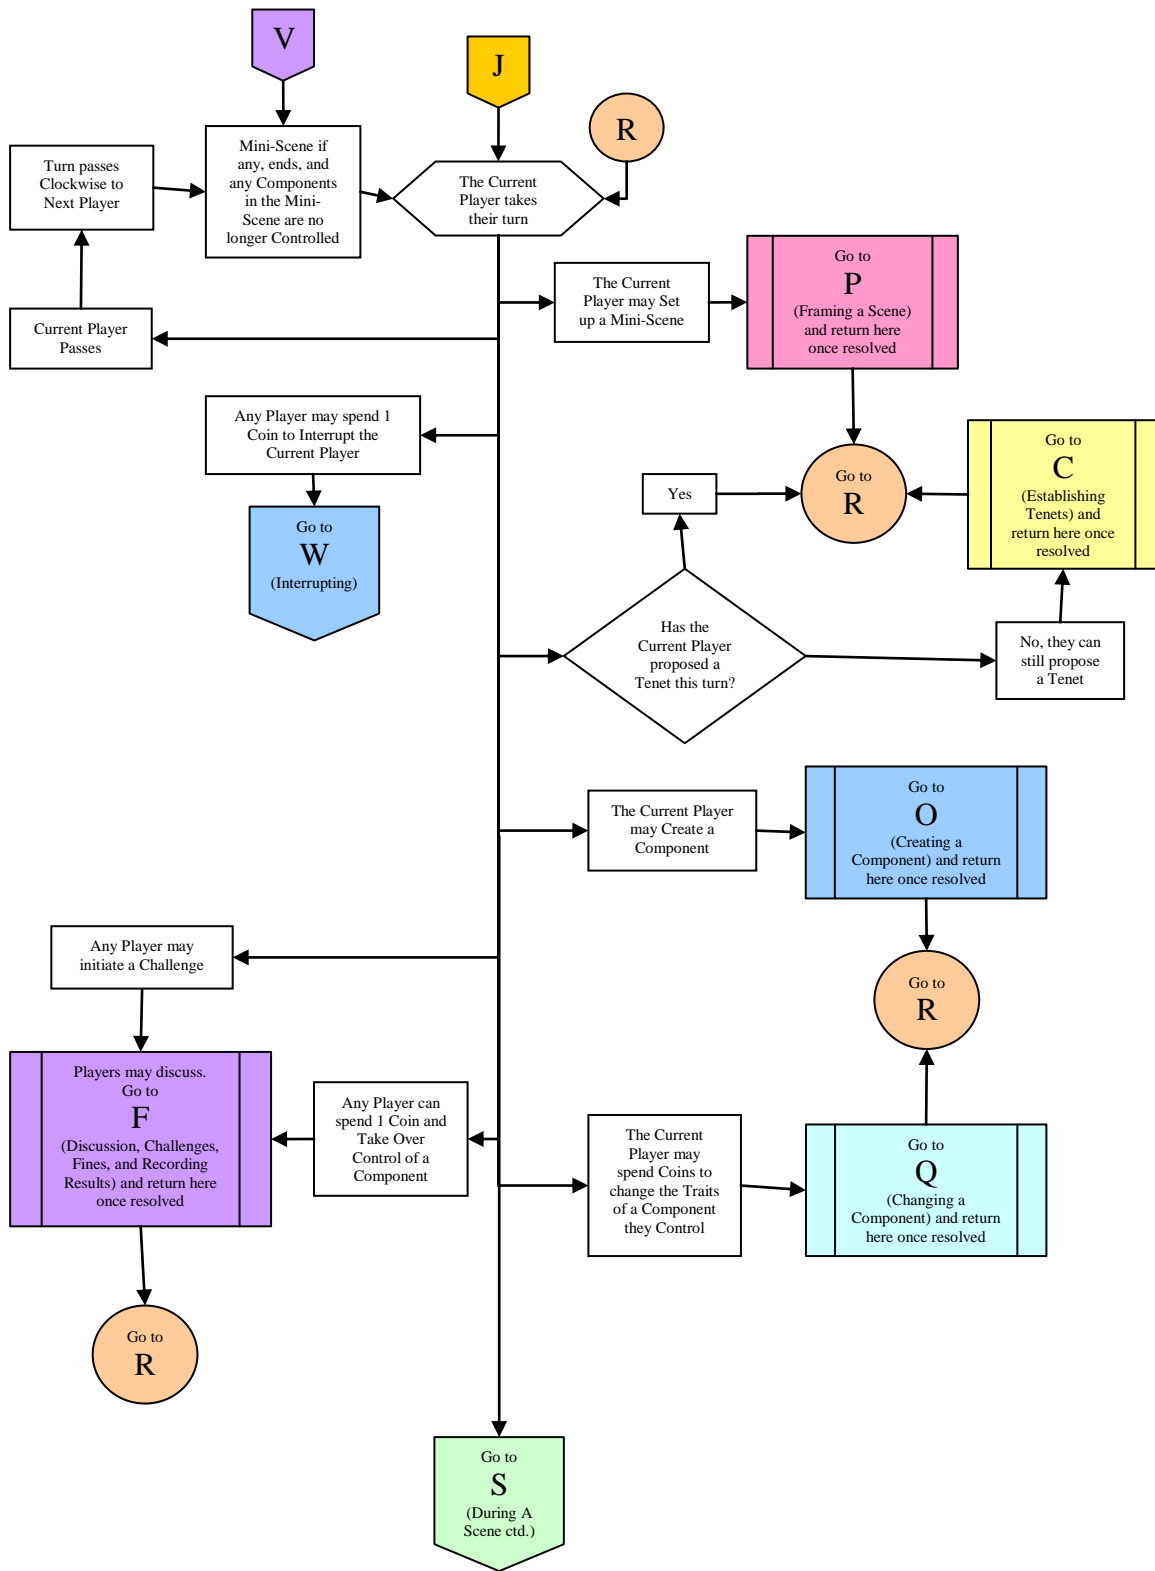 V
J
R
Turn passes
Clockwise to
Next Player
Mini-Scene if
any, ends, and
any Components
in the Mini-
Scene are no
longer Controlled
The Current
Player takes
their turn
The Current
Player may Set
up a Mini-Scene
Go to
P
(Framing a Scene)
and return here
once resolved
Current Player
Passes
Any Player may spend 1
Coin to Interrupt the
Current Player
Go to
W
(Interrupting)
Yes
Go to
R
Go to
C
(Establishing
Tenets) and
return here once
resolved
Has the
Current Player
proposed a
Tenet this turn?
No, they can
still propose
a Tenet
The Current Player
may Create a
Component
Go to
O
(Creating a
Component) and return
here once resolved
Any Player may
initiate a Challenge
Go to
R
Players may discuss.
Go to
F
(Discussion, Challenges,
Fines, and Recording
Results) and return here
once resolved
Any Player can
spend 1 Coin and
Take Over
Control of a
Component
The Current
Player may
spend Coins to
change the Traits
of a Component
they Control
Go to
Q
(Changing a
Component) and return
here once resolved
Go to
R
Go to
S
(During A
Scene ctd.)